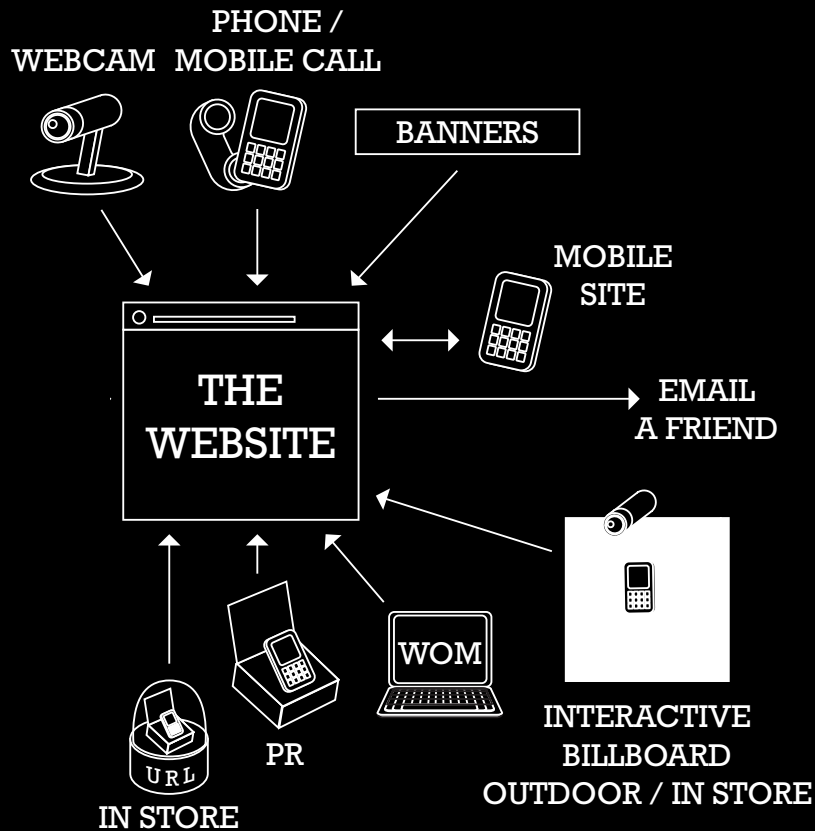 PHONE /
WEBCAM MOBILE CALL
BANNERS
MOBILE
SITE
THE
WEBSITE
EMAIL
A FRIEND
WOM
INTERACTIVE
BILLBOARD
OUTDOOR / IN STORE
PR
URL
IN STORE